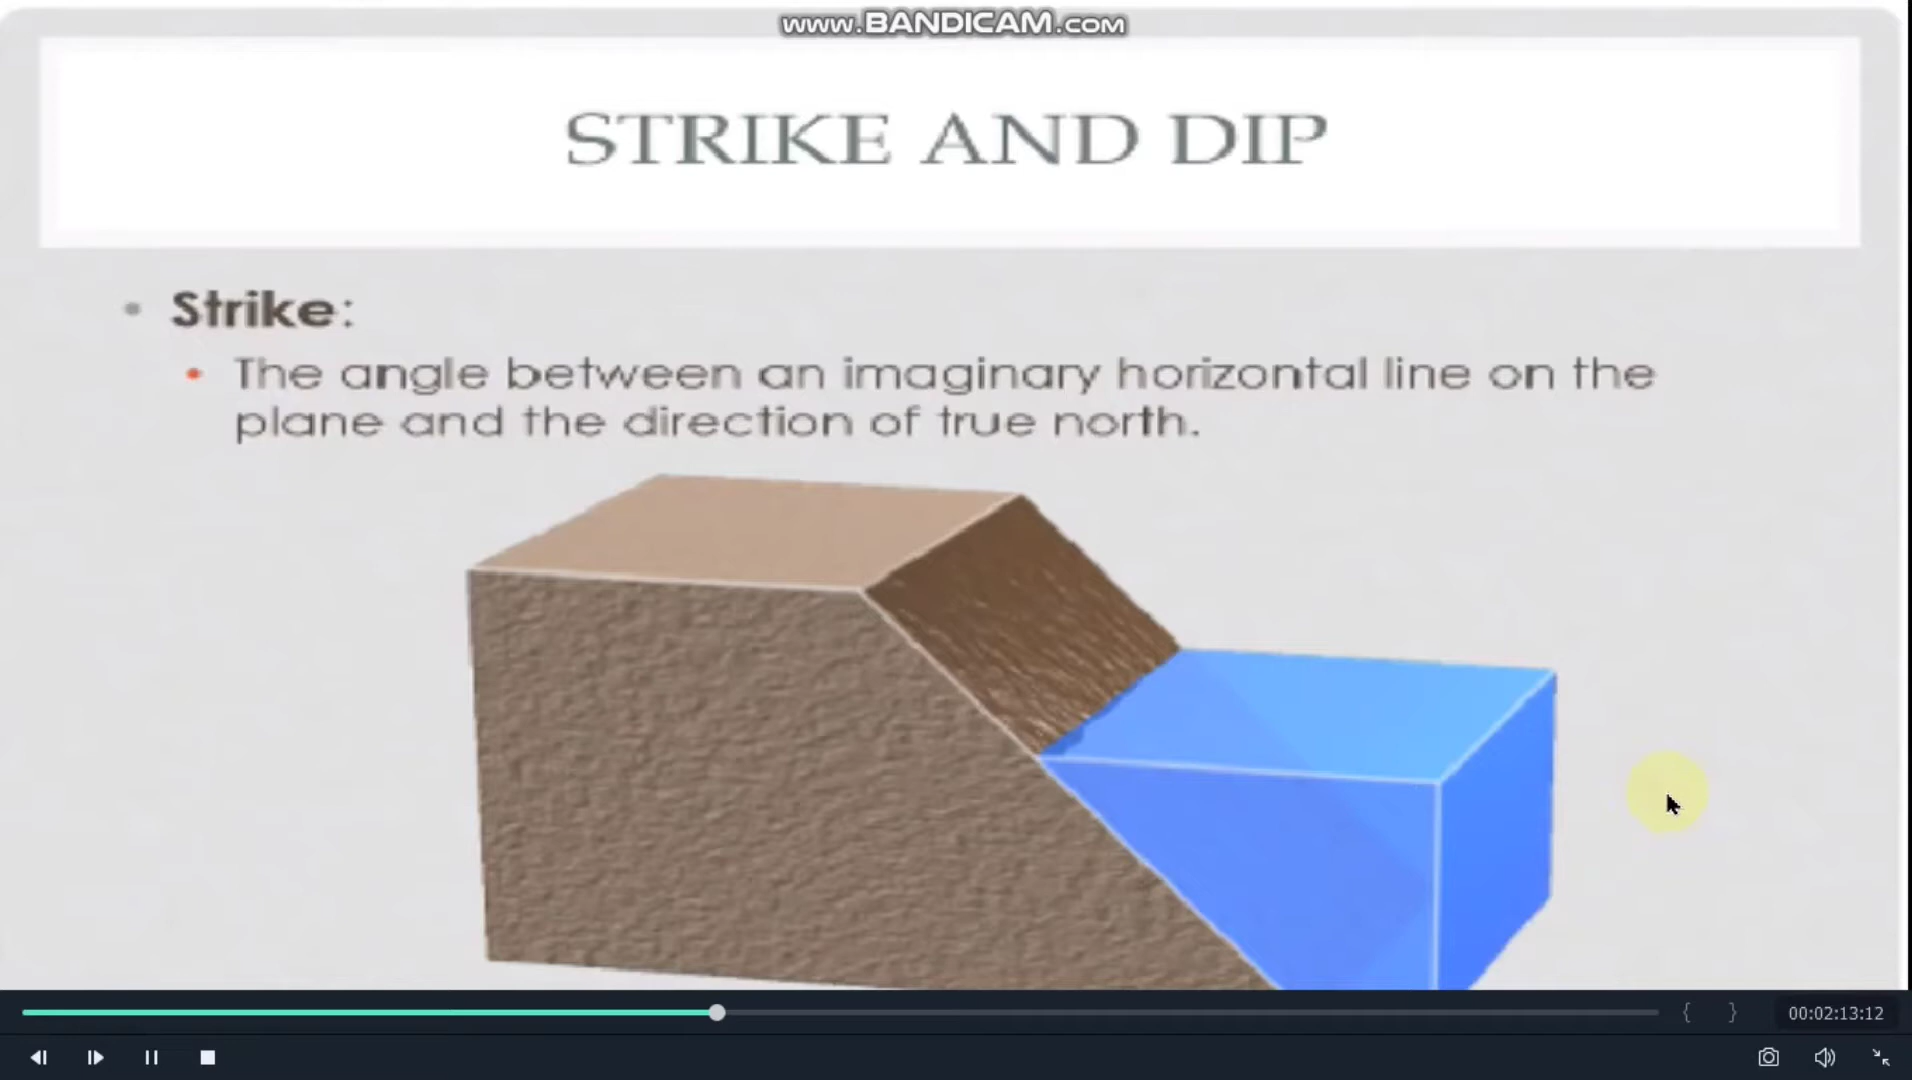 www.BANDICAM.com
STRIKE AND DIP
• Strike:
• The angle between an imaginary horizontal line on the
plane and the direction of true north.
{ } 00:02:13:12